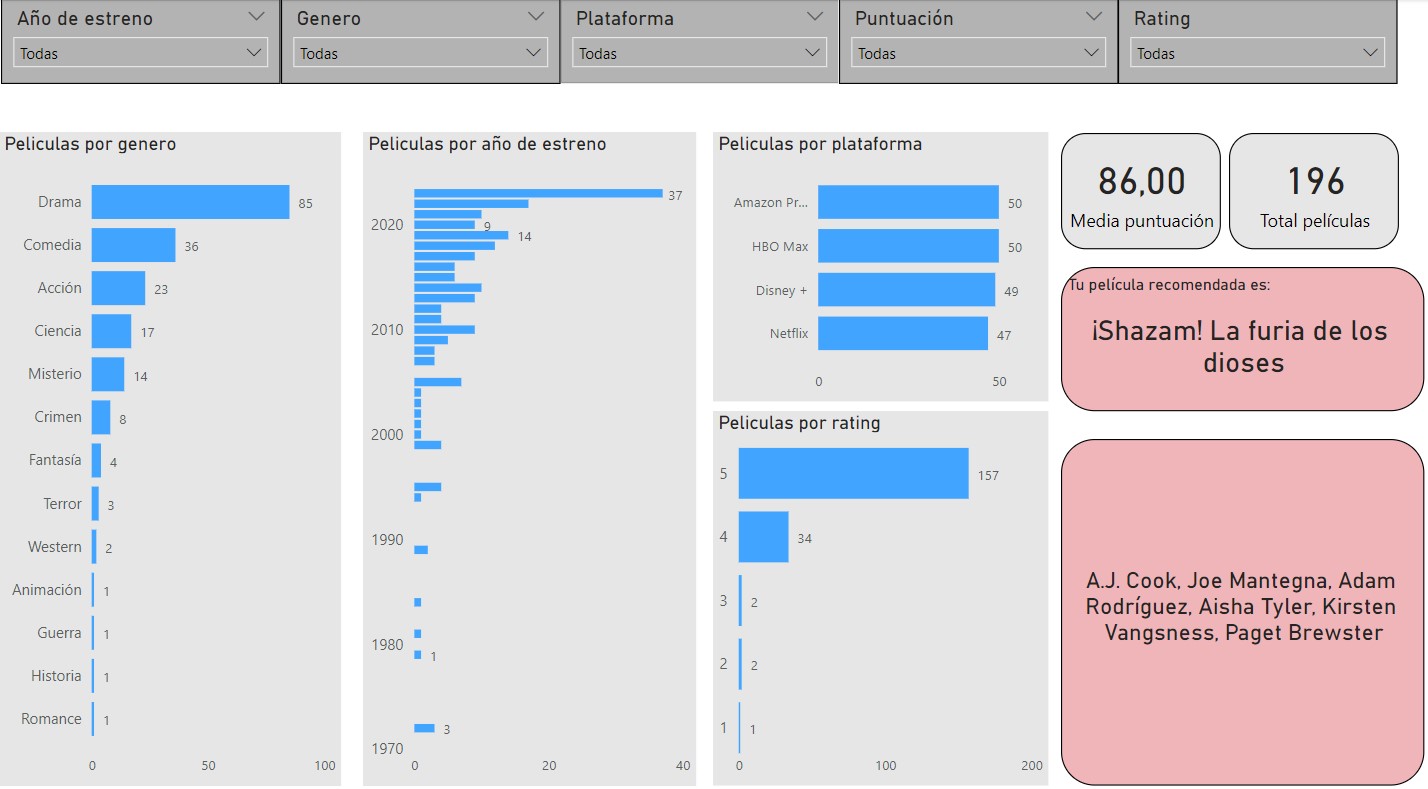 Año de estreno
Todas
Genero
Todas
Plataforma
Todas
Puntuación
Todas
Rating
Todas
Peliculas por genero
Drama 85
Comedia 36
Acción 23
Ciencia 17
Misterio 14
Crimen 8
Fantasía 4
Terror 3
Western 2
Animación 1
Guerra 1
Historia 1
Romance 1
0 50 100
Peliculas por año de estreno
37
2020 9
14
2010
2000
1990
1980
1
3
1970
0 20 40
Peliculas por plataforma
Amazon Pr... 50
HBO Max 50
Disney + 49
Netflix 47
0 50
Peliculas por rating
5 157
4 34
3 2
2 2
1 1
0 100 200
86,00
Media puntuación
196
Total películas
Tu película recomendada es:
¡Shazam! La furia de los
dioses
A.J. Cook, Joe Mantegna, Adam
Rodríguez, Aisha Tyler, Kirsten
Vangsness, Paget Brewster